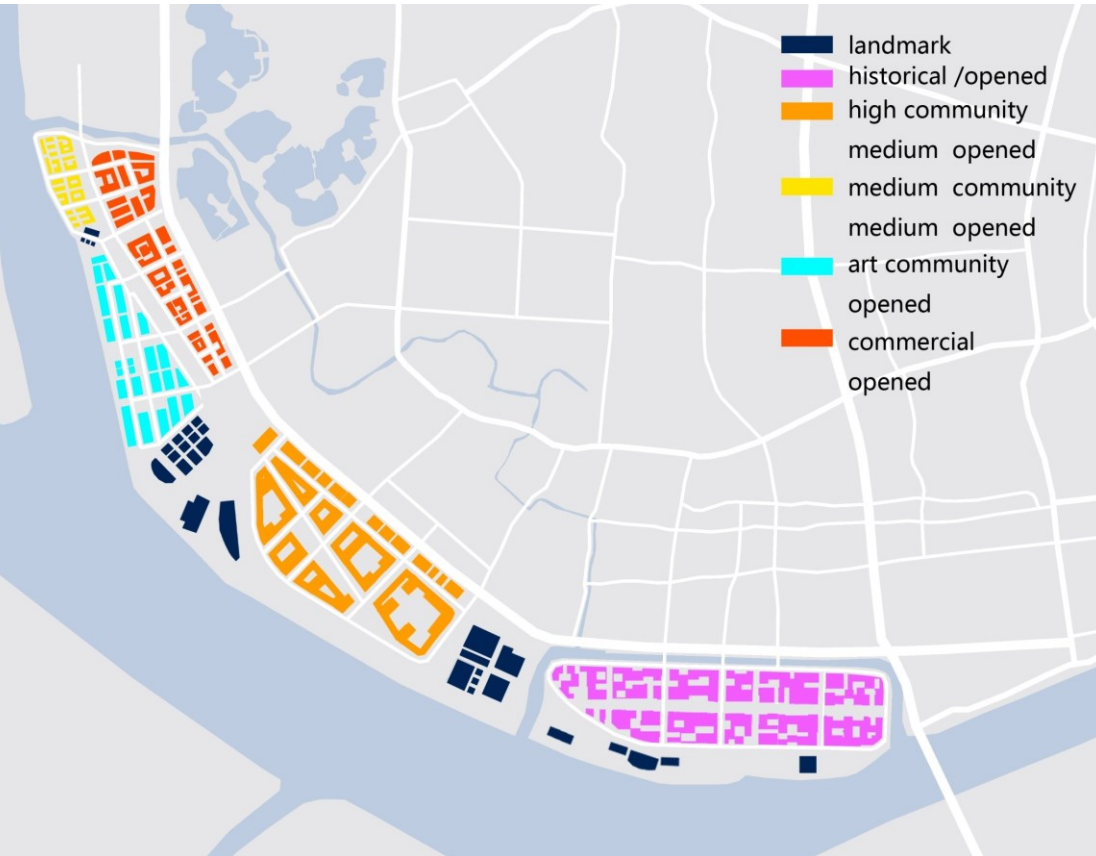 landmark
historical /opened
high community
medium opened
medium community
medium opened
art community
opened
commercial
opened